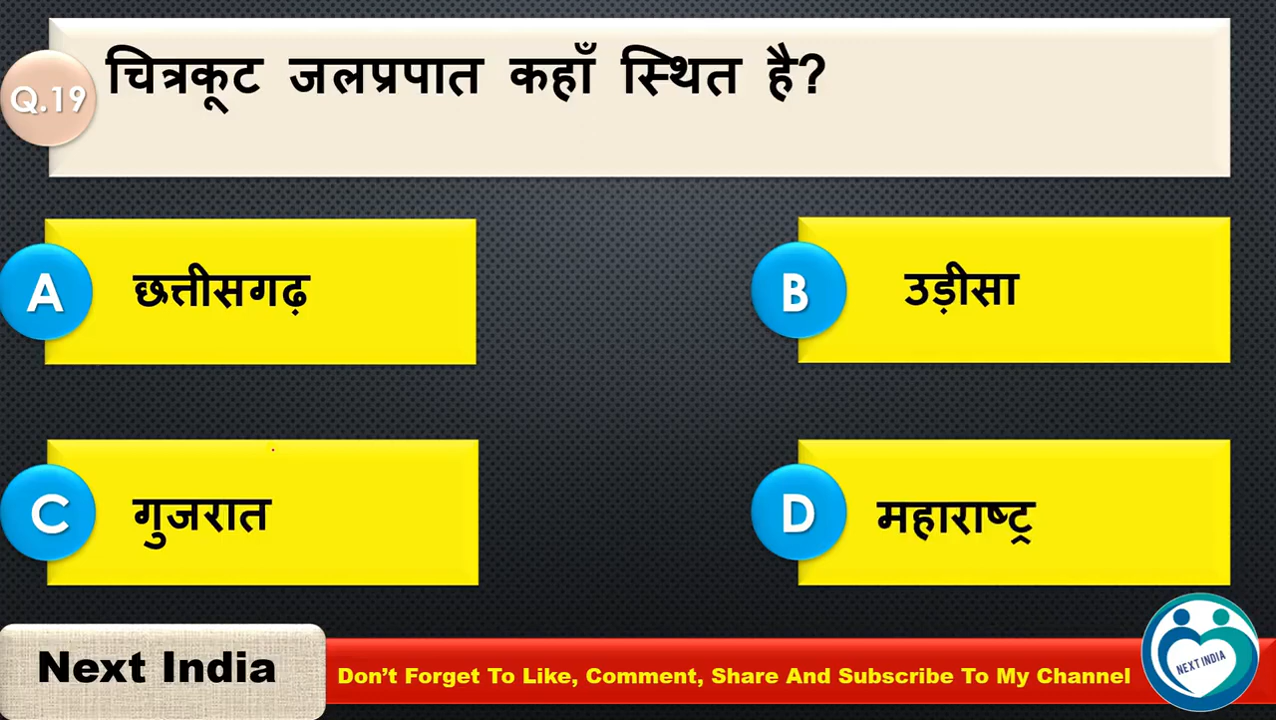 Q.19
चित्रकूट जलप्रपात कहाँ स्थित है?
A
छत्तीसगढ़
B
उड़ीसा
C
गुजरात
D
महाराष्ट्र
Next India
Don't Forget To Like, Comment, Share And Subscribe To My Channel
NEXT INDIA